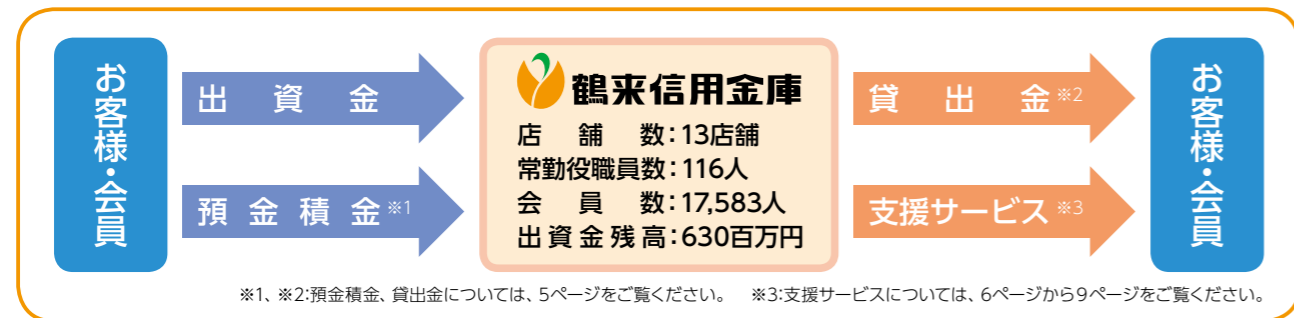 お客様・会員
出資金
預金積金※1
鶴来信用金庫
店舗数：13店舗
常勤役職員数：116人
会員数：17,583人
出資金残高：630百万円
貸出金※2
支援サービス※3
お客様・会員
※1、※2:預金積金、貸出金については、5ページをご覧ください。　※3:支援サービスについては、6ページから9ページをご覧ください。